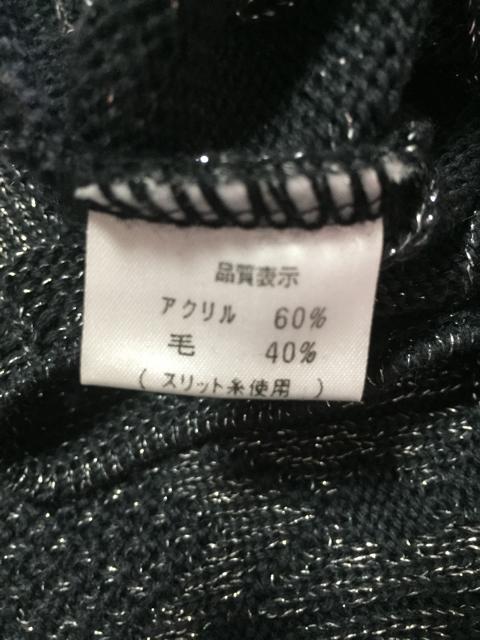 品質表示
アクリル 60%
毛 40%
( スリット糸使用 )